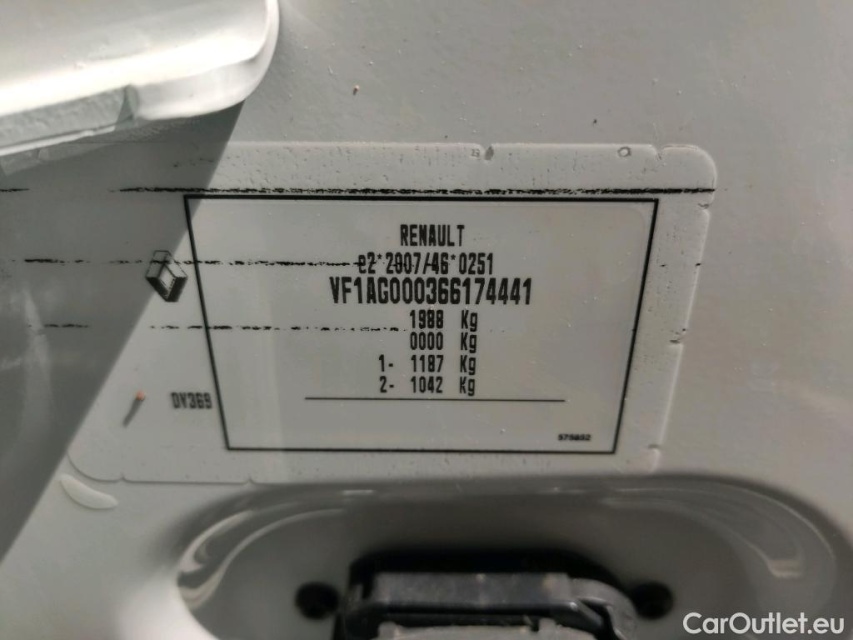 RENAULT
e2*2007/46*0251
VF1AG000366174441
1988 Kg
0000 Kg
1- 1187 Kg
2- 1042 Kg
DV369
CarOutlet.eu